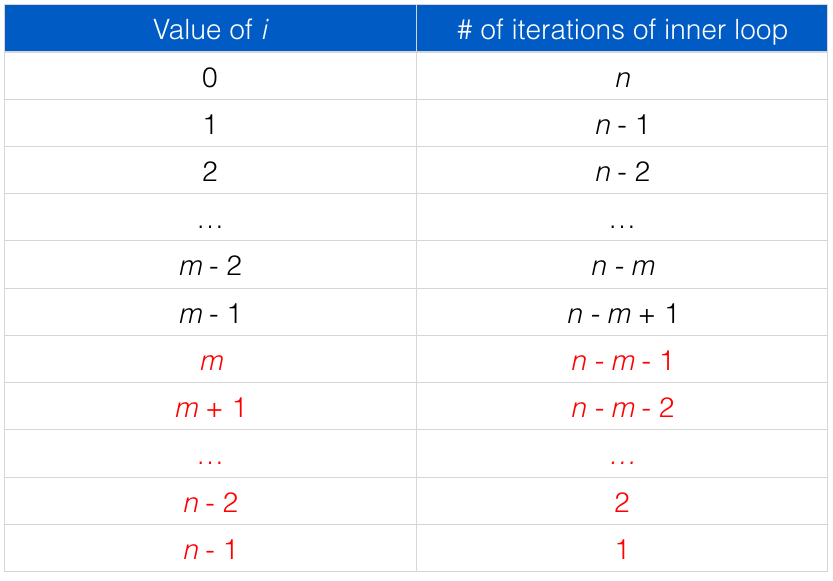 Value of i # of iterations of inner loop
0 n
1 n - 1
2 n - 2
... ...
m - 2 n - m
m - 1 n - m + 1
m n - m - 1
m + 1 n - m - 2
... ...
n - 2 2
n - 1 1